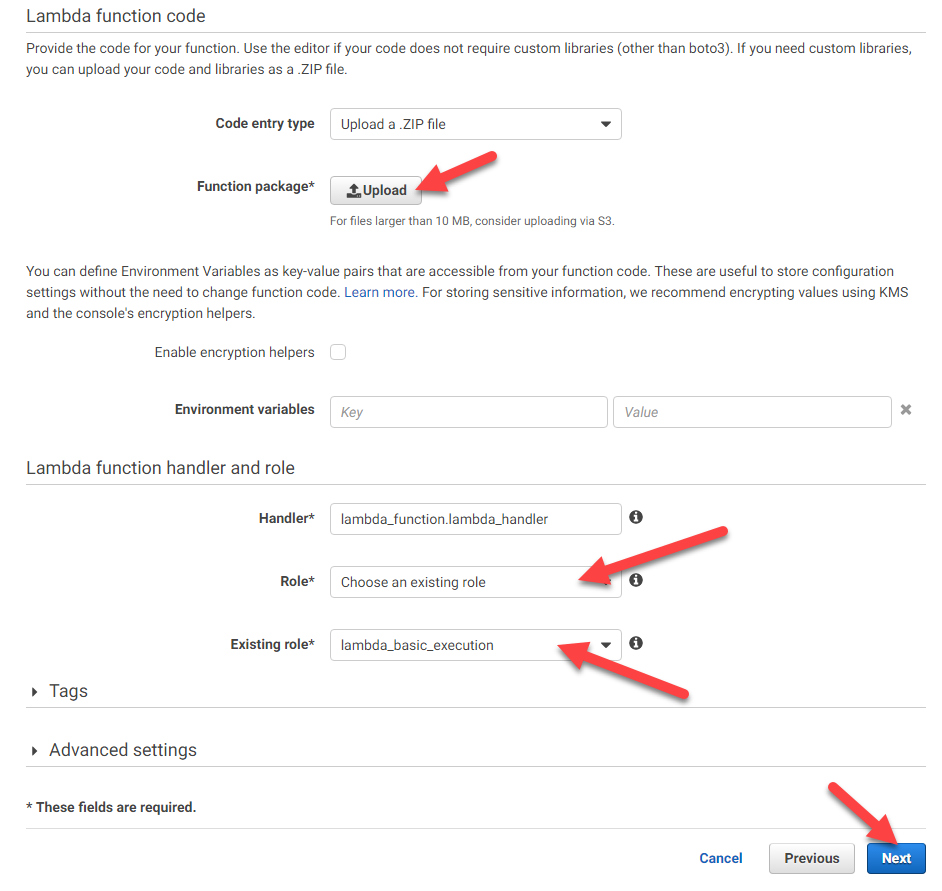 Lambda function code
Provide the code for your function. Use the editor if your code does not require custom libraries (other than boto3). If you need custom libraries,
you can upload your code and libraries as a .ZIP file.
Code entry type
Upload a .ZIP file
Function package*
Upload
For files larger than 10 MB, consider uploading via S3.
You can define Environment Variables as key-value pairs that are accessible from your function code. These are useful to store configuration
settings without the need to change function code. Learn more. For storing sensitive information, we recommend encrypting values using KMS
and the console's encryption helpers.
Enable encryption helpers
Environment variables
Key
Value
Lambda function handler and role
Handler*
lambda_function.lambda_handler
Role*
Choose an existing role
Existing role*
lambda_basic_execution
Tags
Advanced settings
* These fields are required.
Cancel
Previous
Next